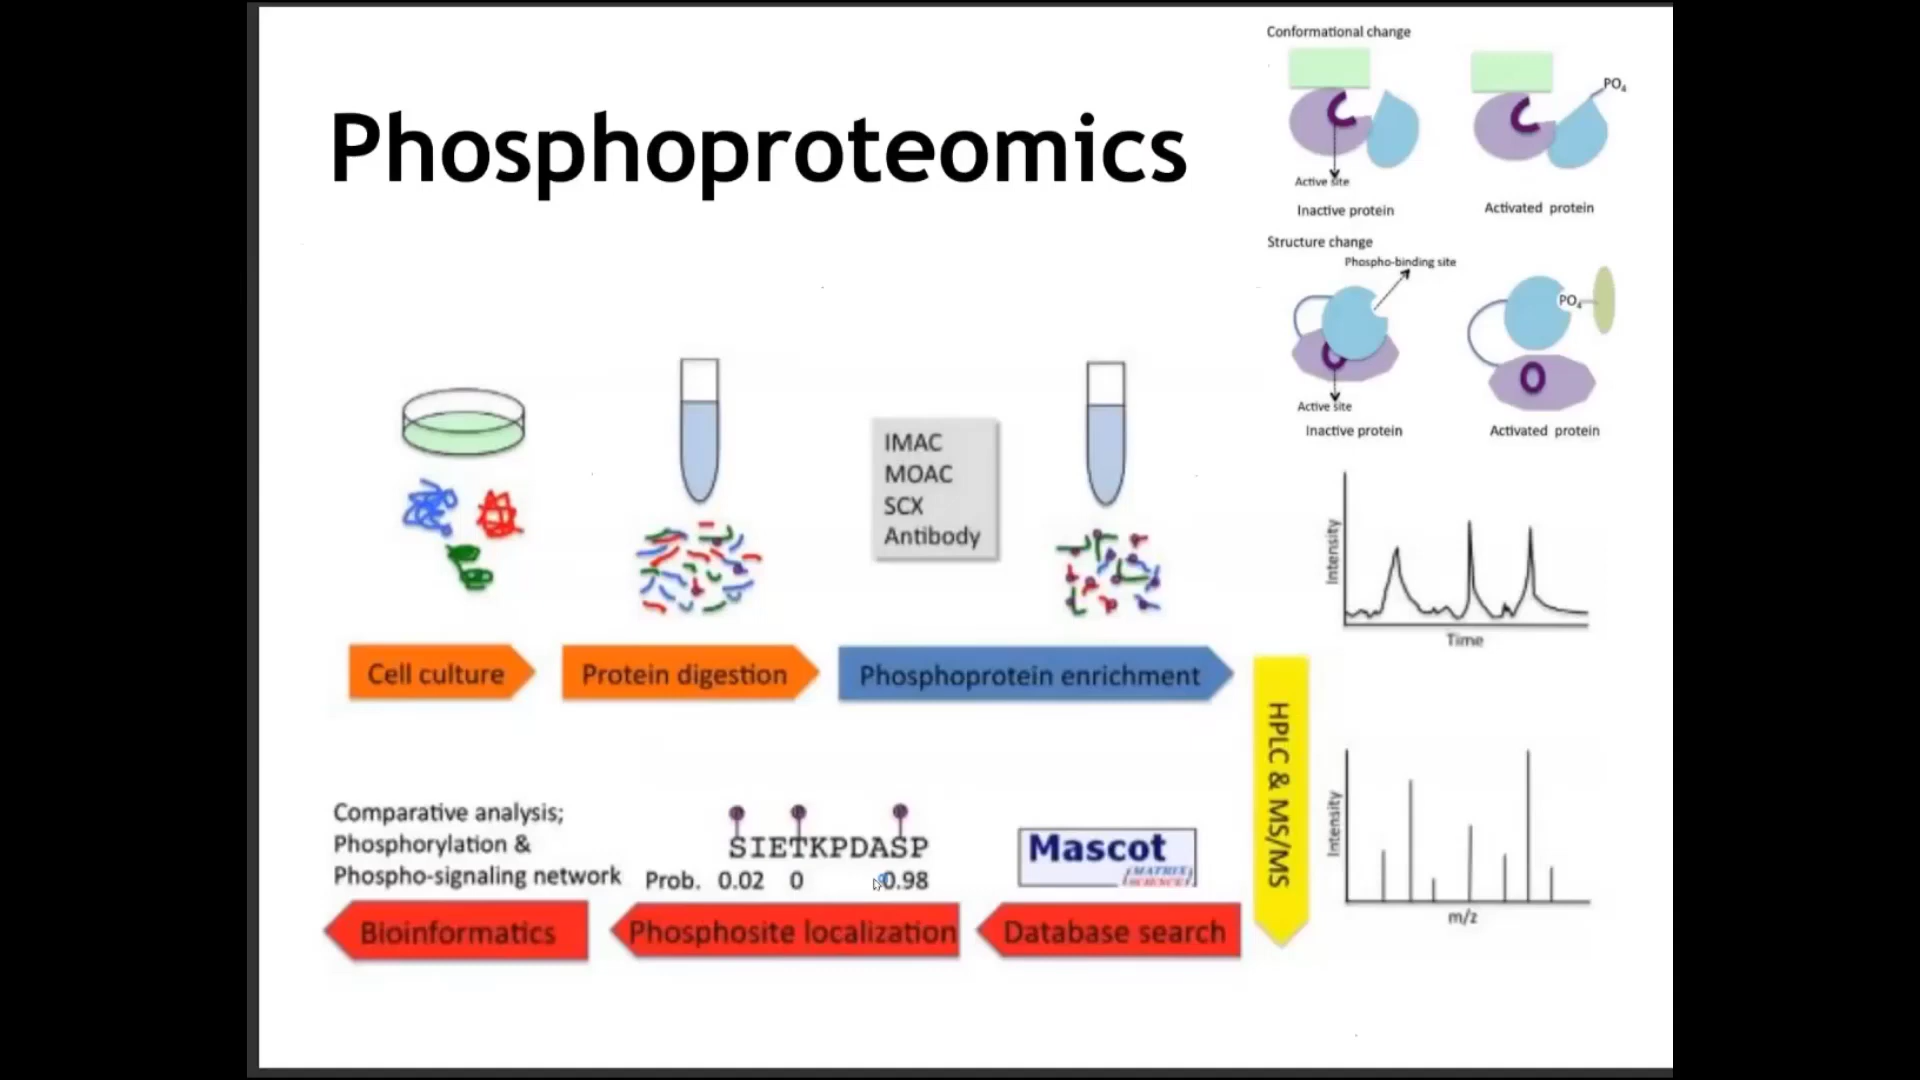 Phosphoproteomics
Conformational change
PO4
Active site
Inactive protein
Activated protein
Structure change
Phospho-binding site
PO4
Active site
Inactive protein
Activated protein
IMAC
MOAC
SCX
Antibody
Cell culture
Protein digestion
Phosphoprotein enrichment
HPLC & MS/MS
Intensity
Time
Intensity
m/z
Mascot
MATRIX
SCIENCE
Database search
SIETKPDASP
Prob. 0.02 0 0.98
Phosphosite localization
Comparative analysis;
Phosphorylation &
Phospho-signaling network
Bioinformatics